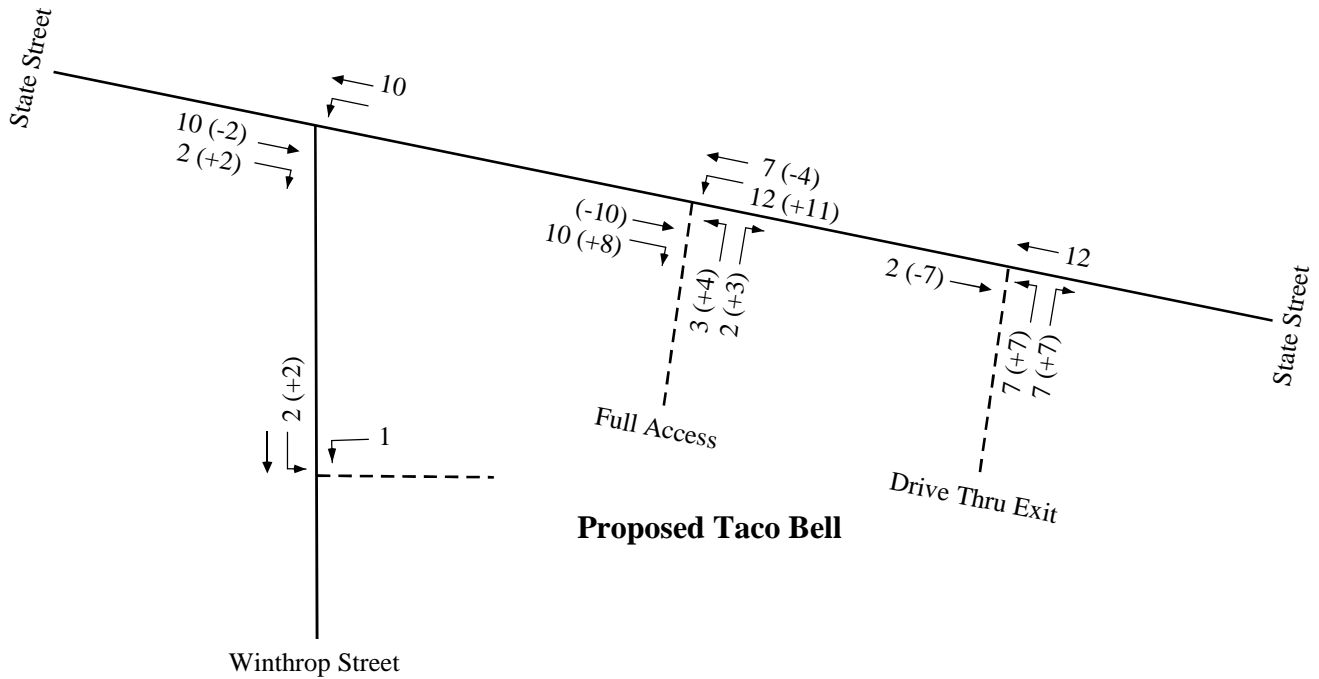 State Street
10
10 (-2)
2 (+2)
7 (-4)
12 (+11)
(-10)
10 (+8)
3 (+4)
2 (+3)
12
2 (-7)
7 (+7)
7 (+7)
State Street
2 (+2)
1
Full Access
Drive Thru Exit
Proposed Taco Bell
Winthrop Street